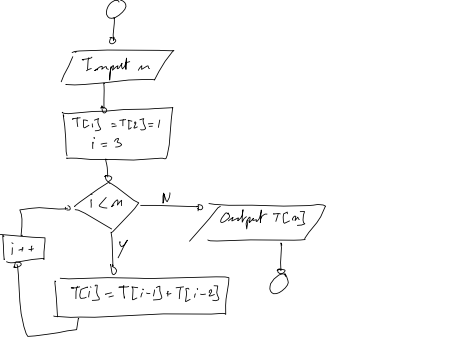 Input n
T[1] = T[2] = 1
i = 3
i < n
N
Output T[n]
Y
i++
T[i] = T[i-1] + T[i-2]